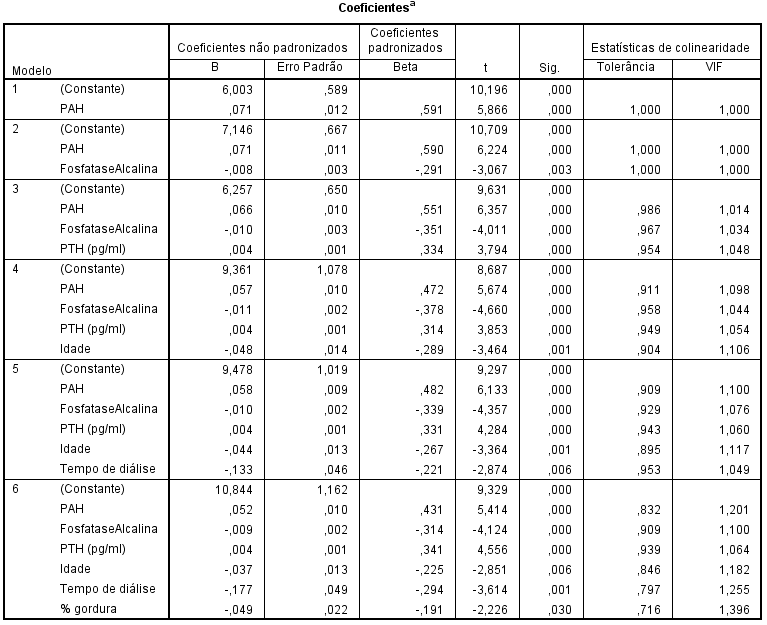 Coeficientesa
Coeficientes não padronizados Coeficientes padronizados Estatísticas de colinearidade
Modelo B Erro Padrão Beta t Sig. Tolerância VIF
1 (Constante) 6,003 ,589 10,196 ,000
PAH ,071 ,012 ,591 5,866 ,000 1,000 1,000
2 (Constante) 7,146 ,667 10,709 ,000
PAH ,071 ,011 ,590 6,224 ,000 1,000 1,000
FosfataseAlcalina -,008 ,003 -,291 -3,067 ,003 1,000 1,000
3 (Constante) 6,257 ,650 9,631 ,000
PAH ,066 ,010 ,551 6,357 ,000 ,986 1,014
FosfataseAlcalina -,010 ,003 -,351 -4,011 ,000 ,967 1,034
PTH (pg/ml) ,004 ,001 ,334 3,794 ,000 ,954 1,048
4 (Constante) 9,361 1,078 8,687 ,000
PAH ,057 ,010 ,472 5,674 ,000 ,911 1,098
FosfataseAlcalina -,011 ,002 -,378 -4,660 ,000 ,958 1,044
PTH (pg/ml) ,004 ,001 ,314 3,853 ,000 ,949 1,054
Idade -,048 ,014 -,289 -3,464 ,001 ,904 1,106
5 (Constante) 9,478 1,019 9,297 ,000
PAH ,058 ,009 ,482 6,133 ,000 ,909 1,100
FosfataseAlcalina -,010 ,002 -,339 -4,357 ,000 ,929 1,076
PTH (pg/ml) ,004 ,001 ,331 4,284 ,000 ,943 1,060
Idade -,044 ,013 -,267 -3,364 ,001 ,895 1,117
Tempo de diálise -,133 ,046 -,221 -2,874 ,006 ,953 1,049
6 (Constante) 10,844 1,162 9,329 ,000
PAH ,052 ,010 ,431 5,414 ,000 ,832 1,201
FosfataseAlcalina -,009 ,002 -,314 -4,124 ,000 ,909 1,100
PTH (pg/ml) ,004 ,001 ,341 4,556 ,000 ,939 1,064
Idade -,037 ,013 -,225 -2,851 ,006 ,846 1,182
Tempo de diálise -,177 ,049 -,294 -3,614 ,001 ,797 1,255
% gordura -,049 ,022 -,191 -2,226 ,030 ,716 1,396